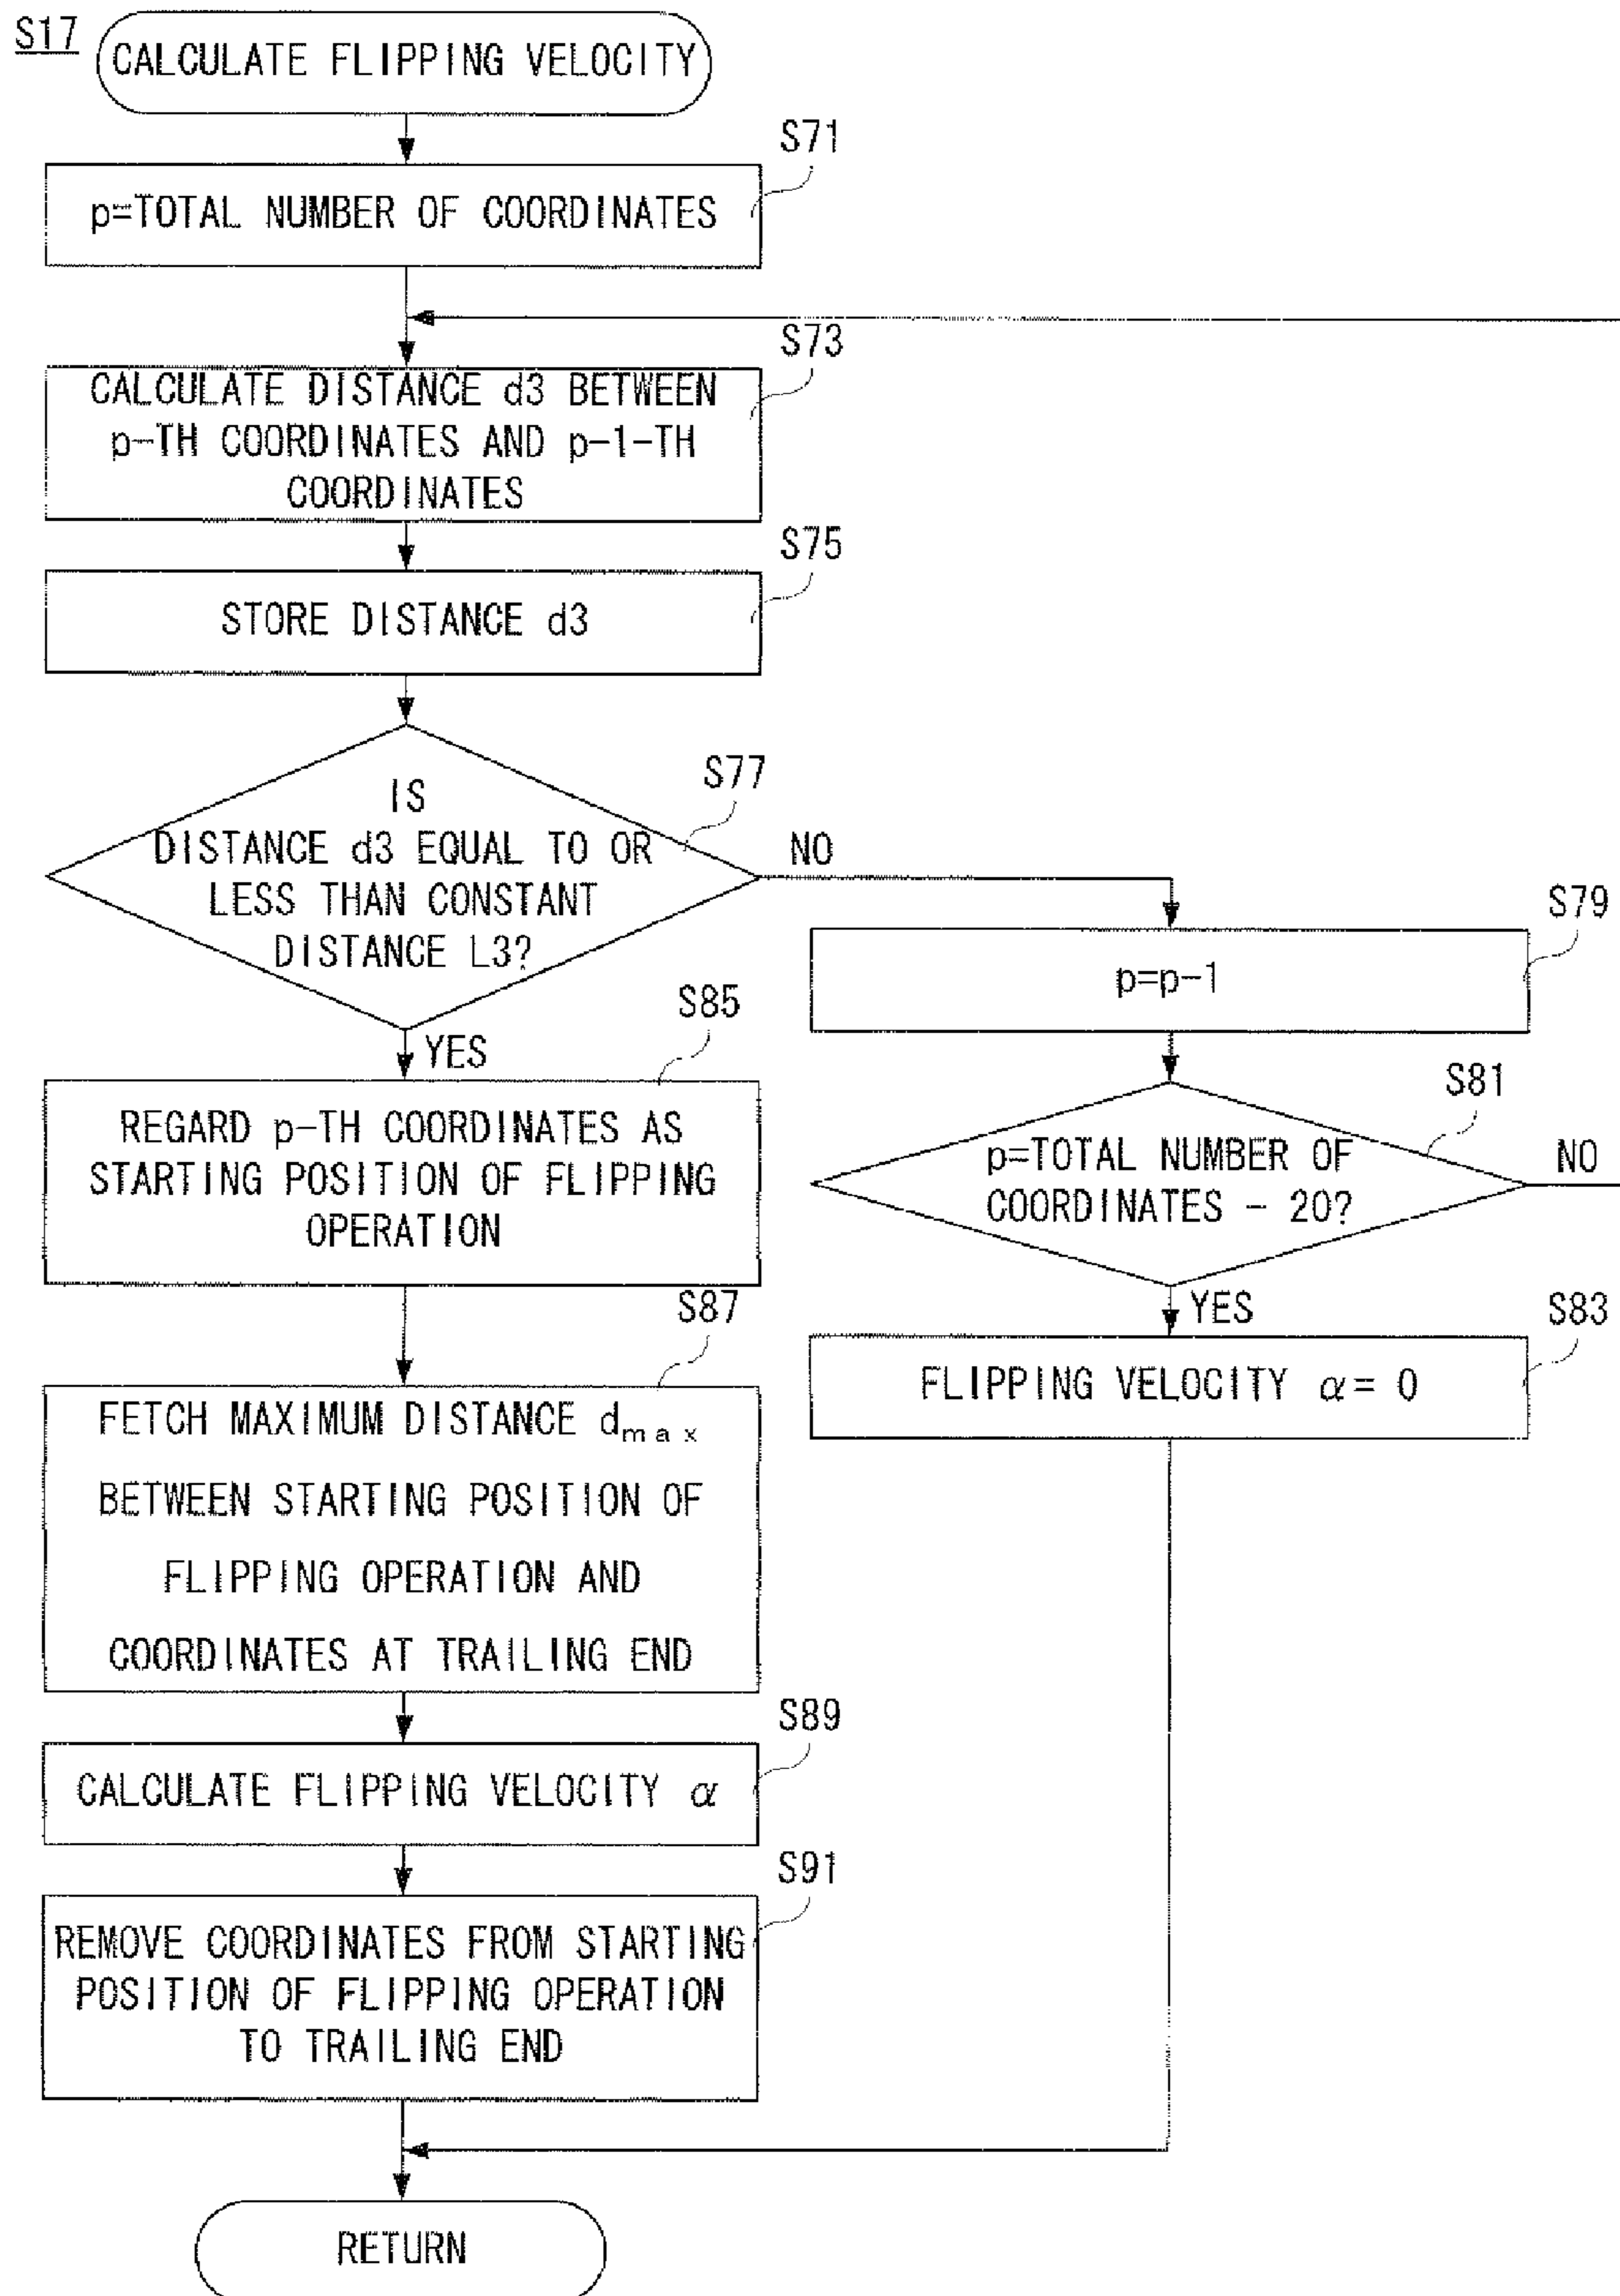 S17
CALCULATE FLIPPING VELOCITY
S71
p=TOTAL NUMBER OF COORDINATES
S73
CALCULATE DISTANCE d3 BETWEEN
p-TH COORDINATES AND p-1-TH
COORDINATES
S75
STORE DISTANCE d3
S77
IS
DISTANCE d3 EQUAL TO OR
LESS THAN CONSTANT
DISTANCE L3?
NO
YES
S79
p=p-1
S81
p=TOTAL NUMBER OF
COORDINATES - 20?
NO
YES
S83
FLIPPING VELOCITY α= 0
S85
REGARD p-TH COORDINATES AS
STARTING POSITION OF FLIPPING
OPERATION
S87
FETCH MAXIMUM DISTANCE dmax
BETWEEN STARTING POSITION OF
FLIPPING OPERATION AND
COORDINATES AT TRAILING END
S89
CALCULATE FLIPPING VELOCITY α
S91
REMOVE COORDINATES FROM STARTING
POSITION OF FLIPPING OPERATION
TO TRAILING END
RETURN